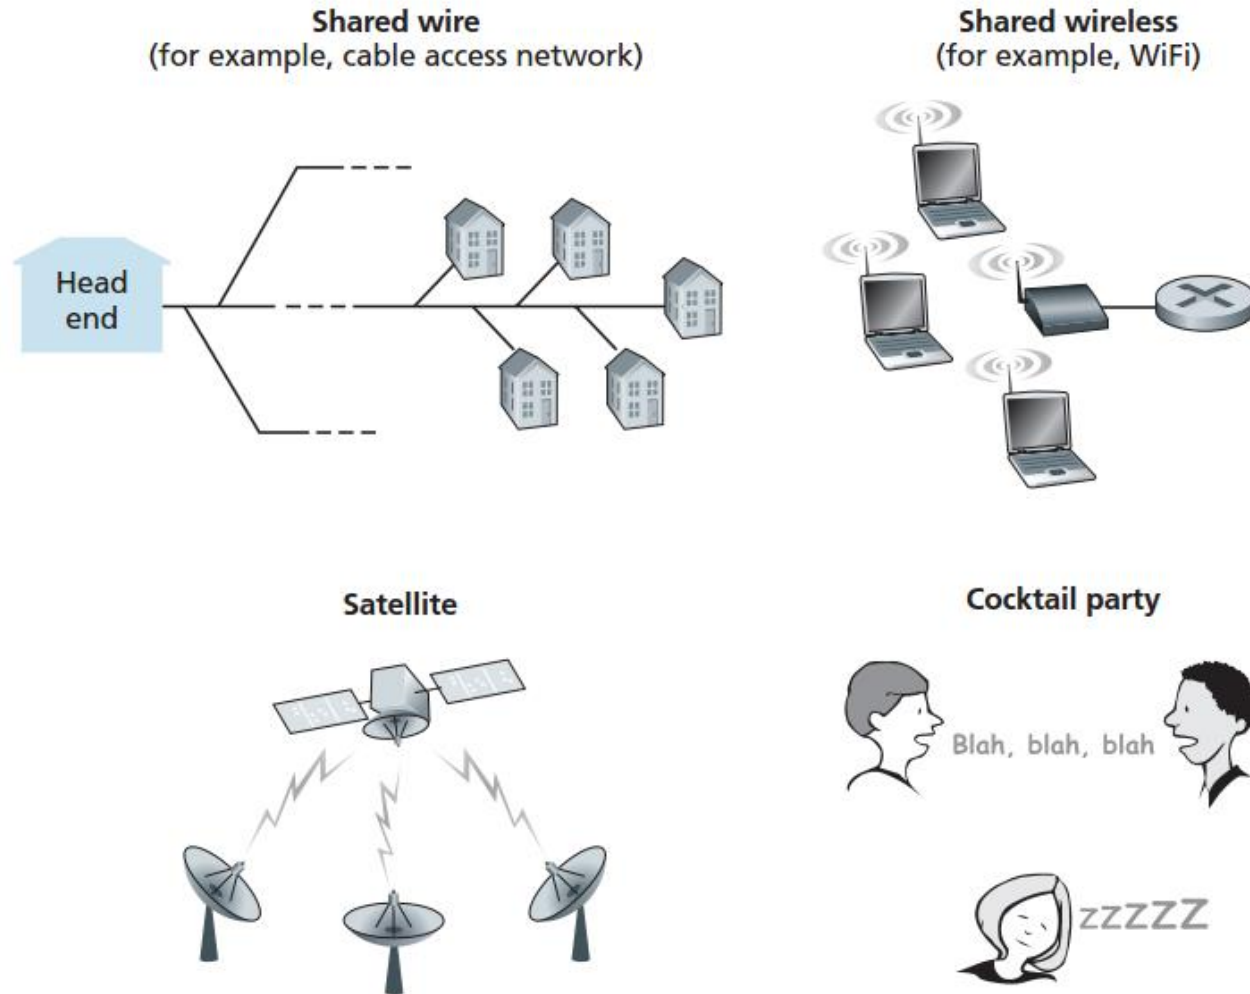 Shared wire
(for example, cable access network)
Shared wireless
(for example, WiFi)
Head
end
Satellite
Cocktail party
Blah, blah, blah
zzzzz